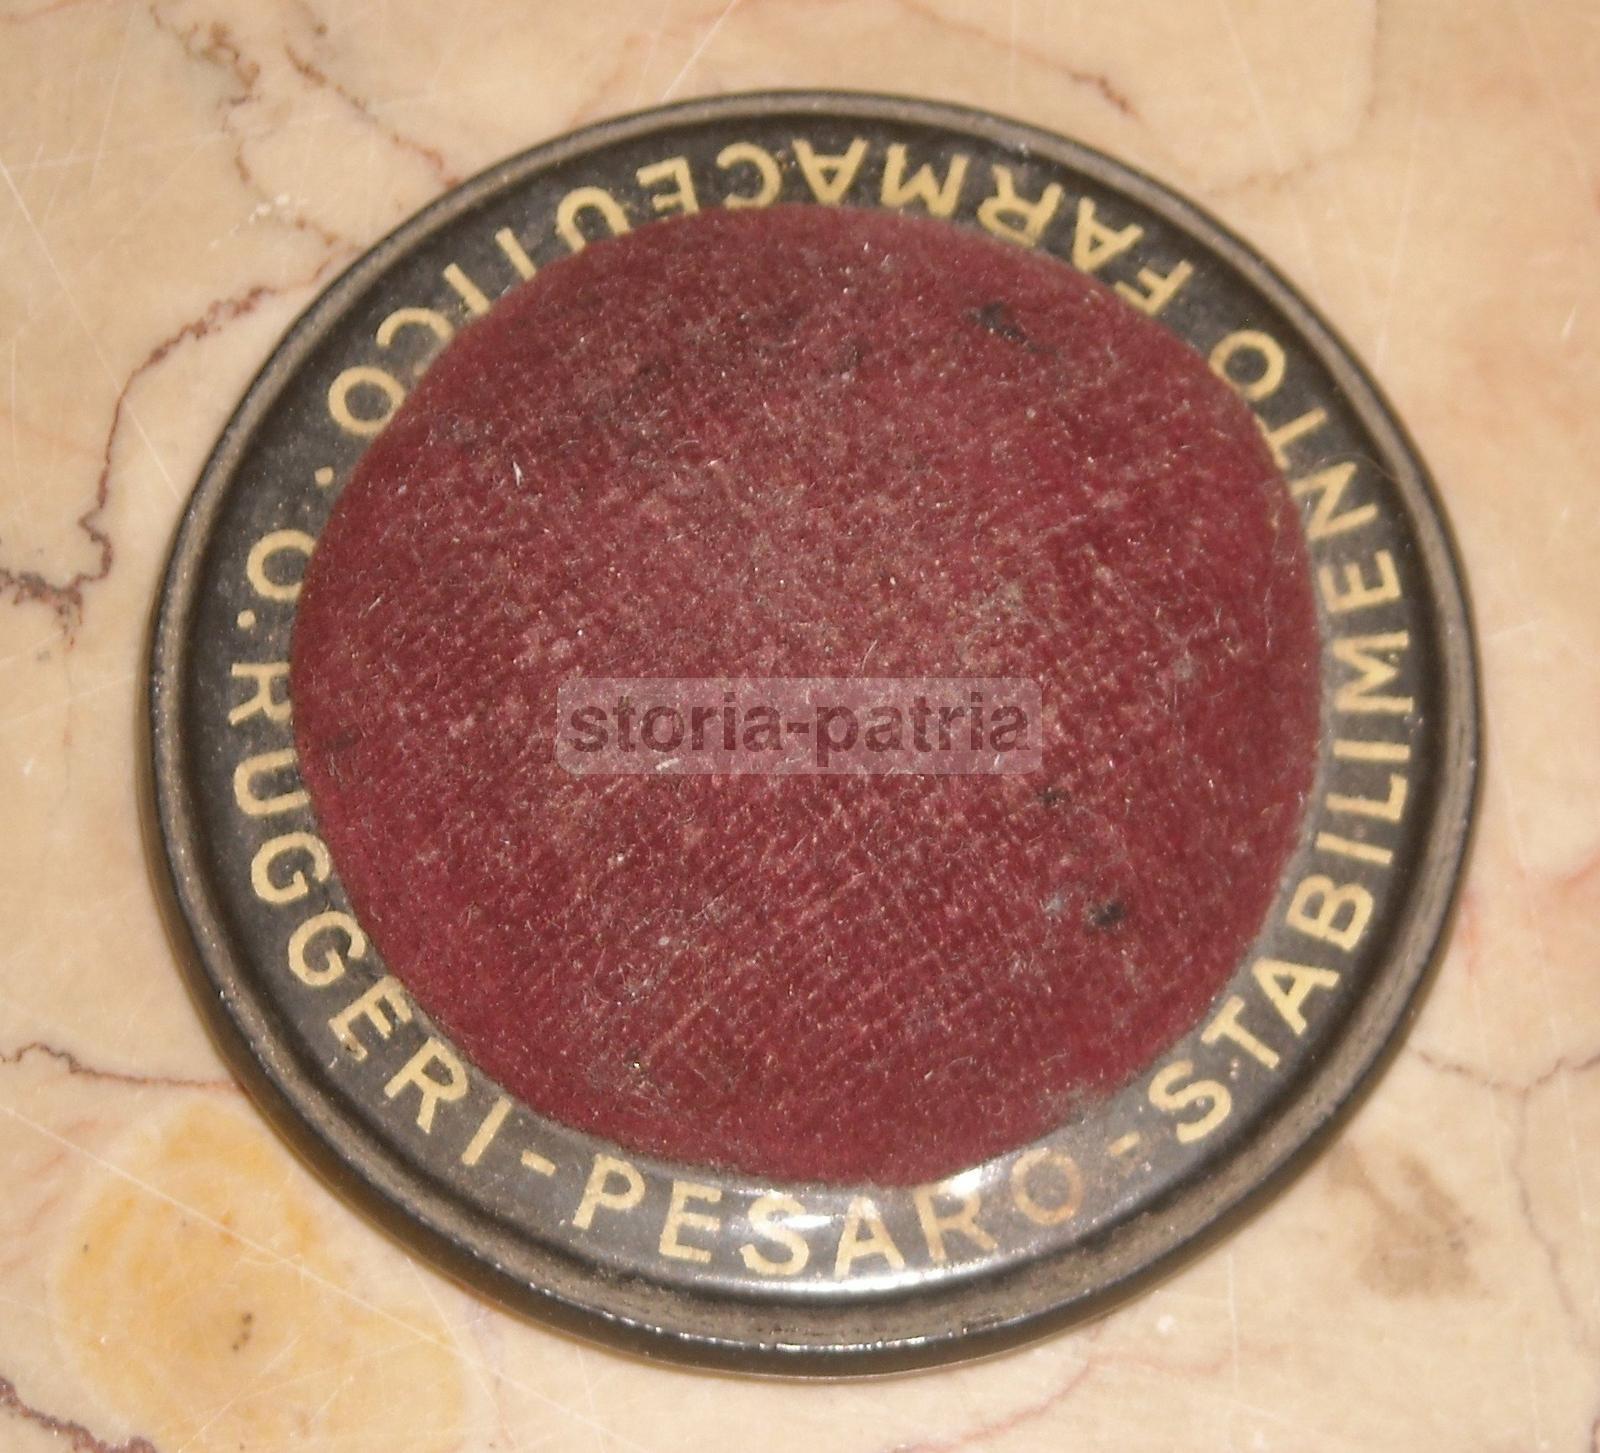 STABILIMENTO FARMACEUTICO . O. RUGGERI - PESARO -
storia-patria